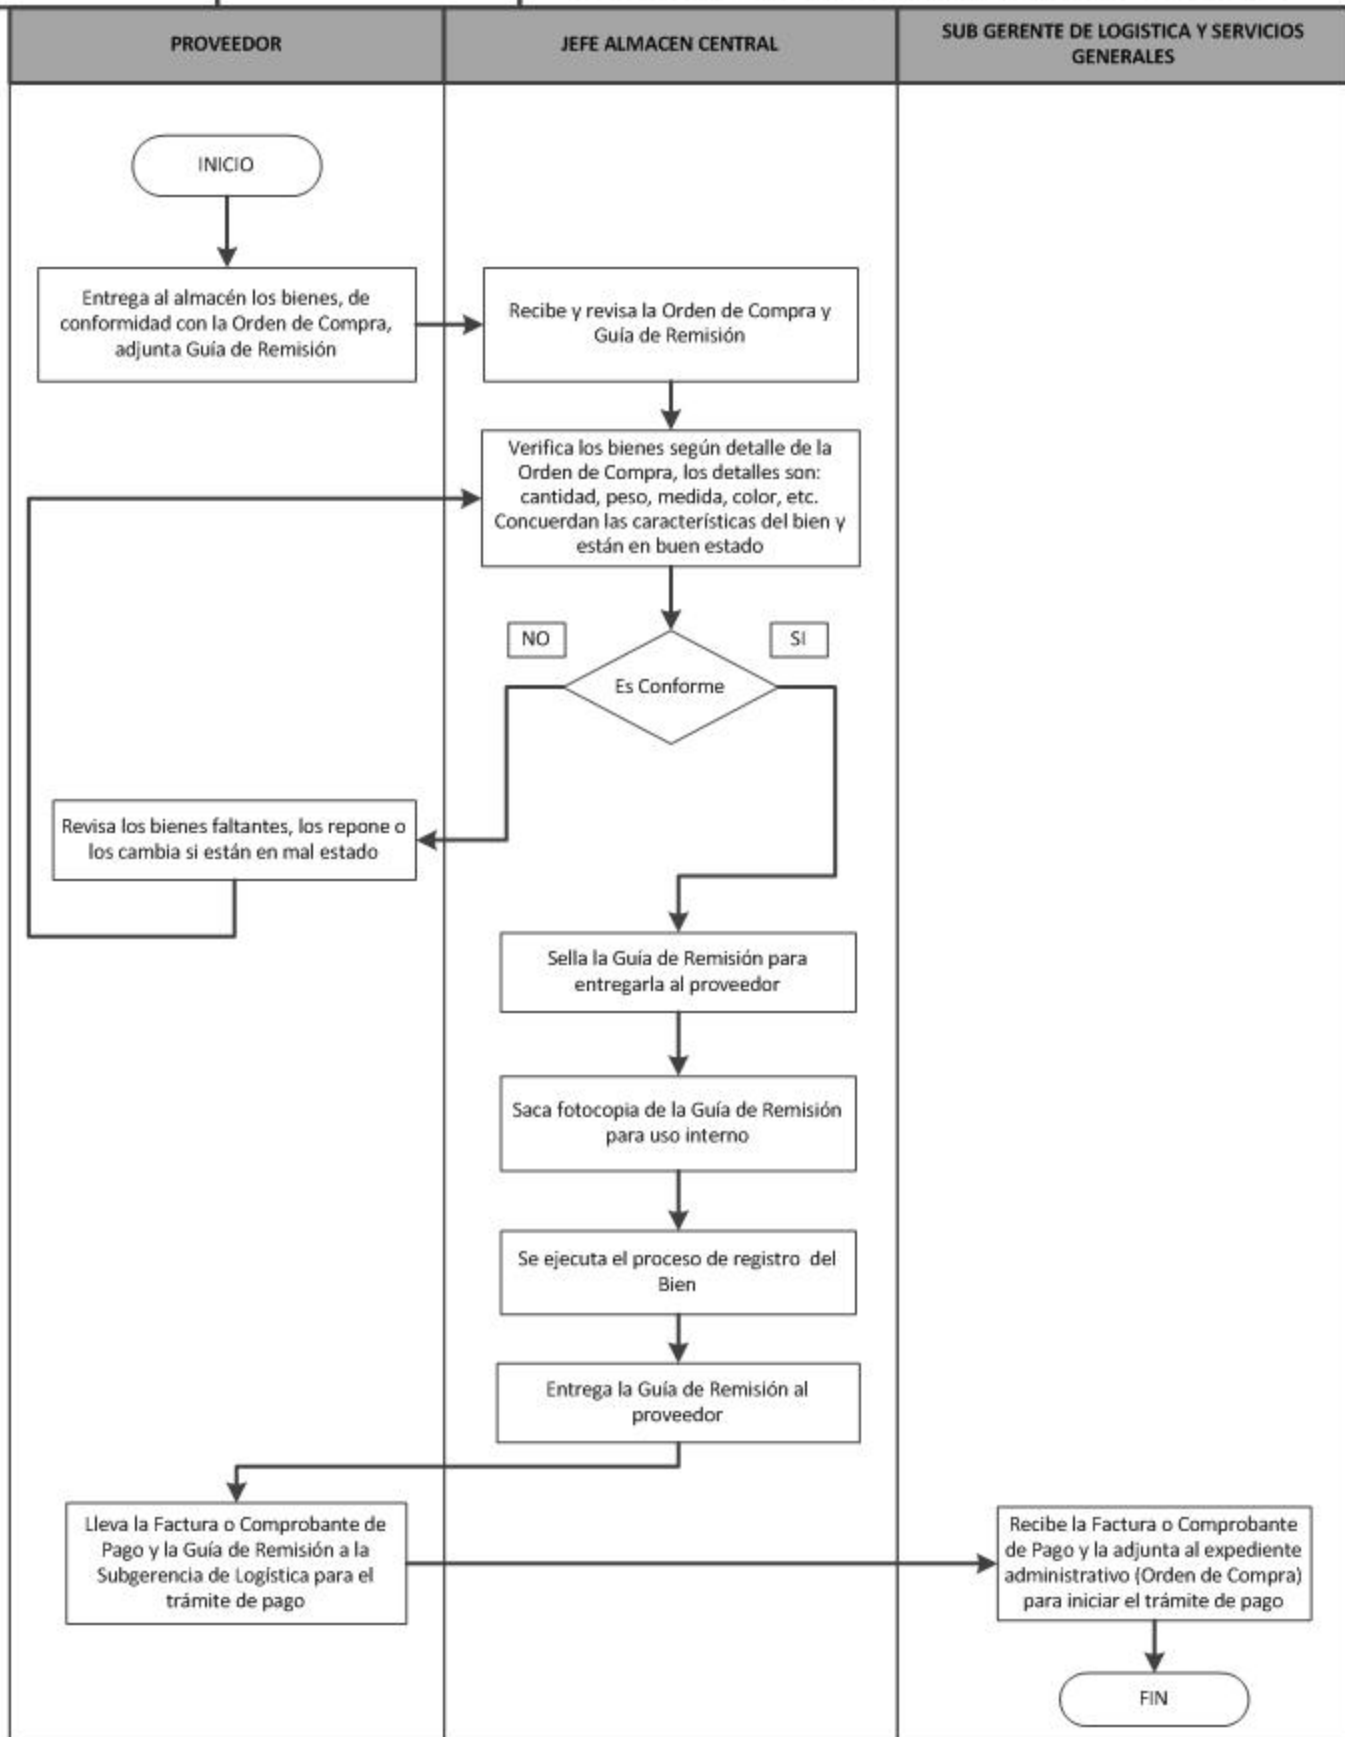 PROVEEDOR
JEFE ALMACEN CENTRAL
SUB GERENTE DE LOGISTICA Y SERVICIOS
GENERALES
INICIO
Entrega al almacén los bienes, de
conformidad con la Orden de Compra,
adjunta Guía de Remisión
Recibe y revisa la Orden de Compra y
Guía de Remisión
Verifica los bienes según detalle de la
Orden de Compra, los detalles son:
cantidad, peso, medida, color, etc.
Concuerdan las características del bien y
están en buen estado
NO
SI
Es Conforme
Revisa los bienes faltantes, los repone o
los cambia si están en mal estado
Sella la Guía de Remisión para
entregarla al proveedor
Saca fotocopia de la Guía de Remisión
para uso interno
Se ejecuta el proceso de registro del
Bien
Entrega la Guía de Remisión al
proveedor
Lleva la Factura o Comprobante de
Pago y la Guía de Remisión a la
Subgerencia de Logística para el
trámite de pago
Recibe la Factura o Comprobante
de Pago y la adjunta al expediente
administrativo (Orden de Compra)
para iniciar el trámite de pago
FIN